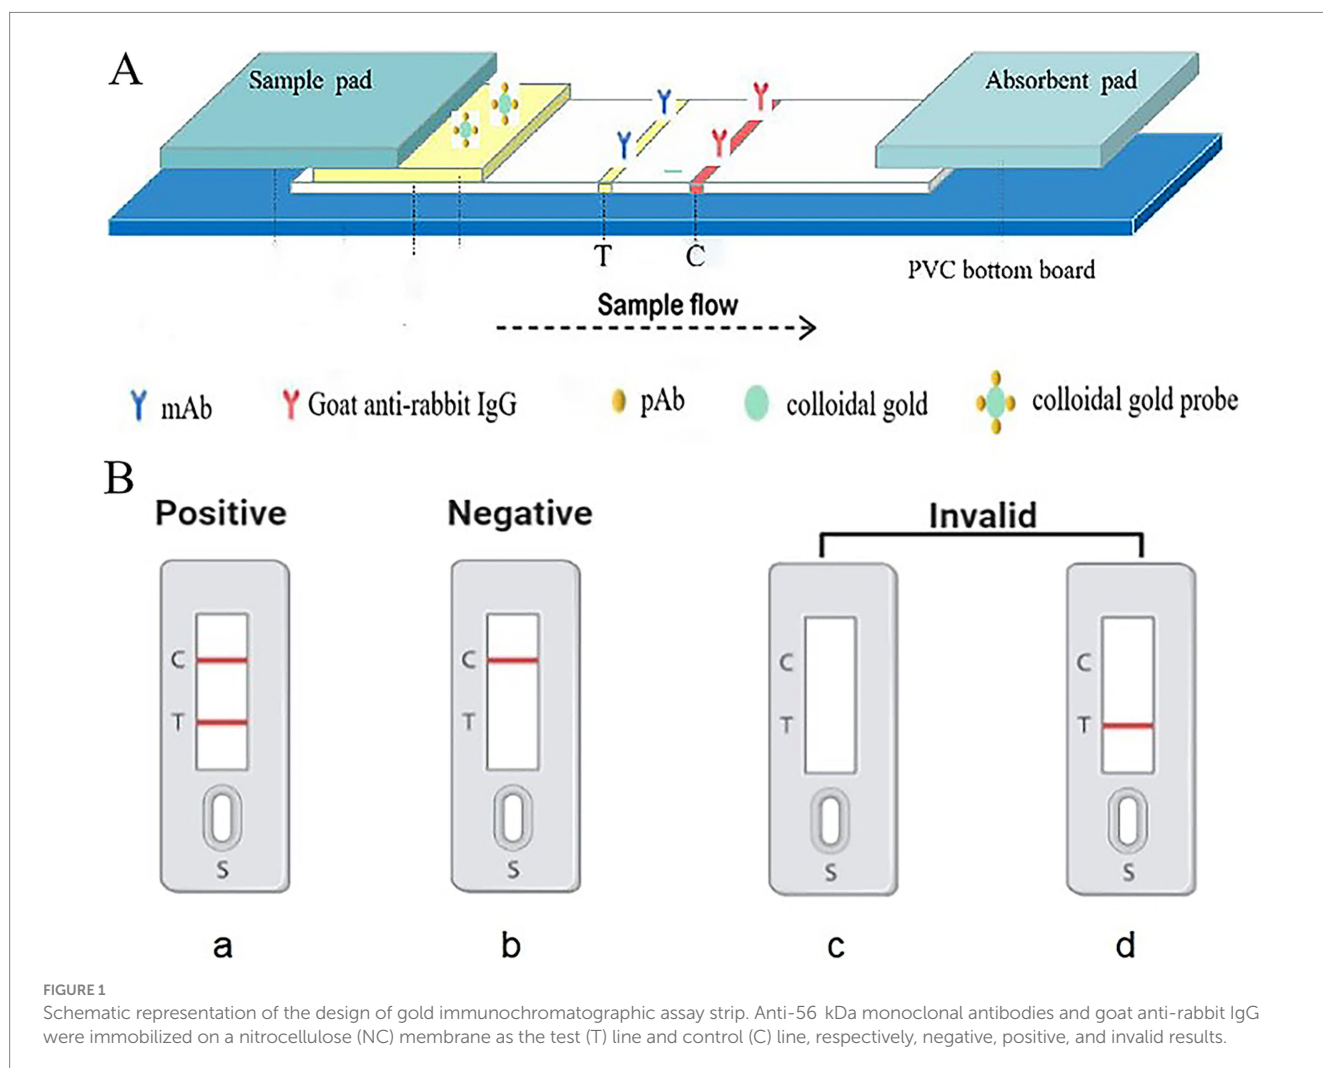 A
Sample pad
Absorbent pad
T
C
PVC bottom board
Sample flow
mAb
Goat anti-rabbit IgG
pAb
colloidal gold
colloidal gold probe
B
Positive
Negative
Invalid
C
T
S
C
T
S
C
T
S
C
T
S
a
b
c
d
FIGURE 1
Schematic representation of the design of gold immunochromatographic assay strip. Anti-56 kDa monoclonal antibodies and goat anti-rabbit IgG
were immobilized on a nitrocellulose (NC) membrane as the test (T) line and control (C) line, respectively, negative, positive, and invalid results.